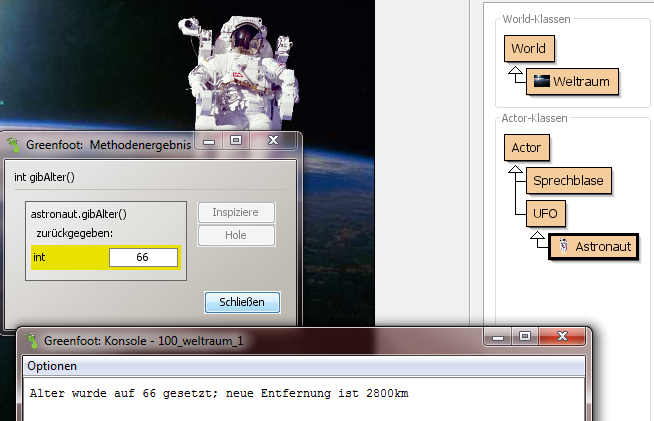 World-Klassen
World
Weltraum
Actor-Klassen
Actor
Sprechblase
UFO
Astronaut
Greenfoot: Methodenergebnis
int gibAlter()
astronaut.gibAlter()
zurückgegeben:
int 66
Inspiziere
Hole
Schließen
Greenfoot: Konsole - 100_weltraum_1
Optionen
Alter wurde auf 66 gesetzt; neue Entfernung ist 2800km